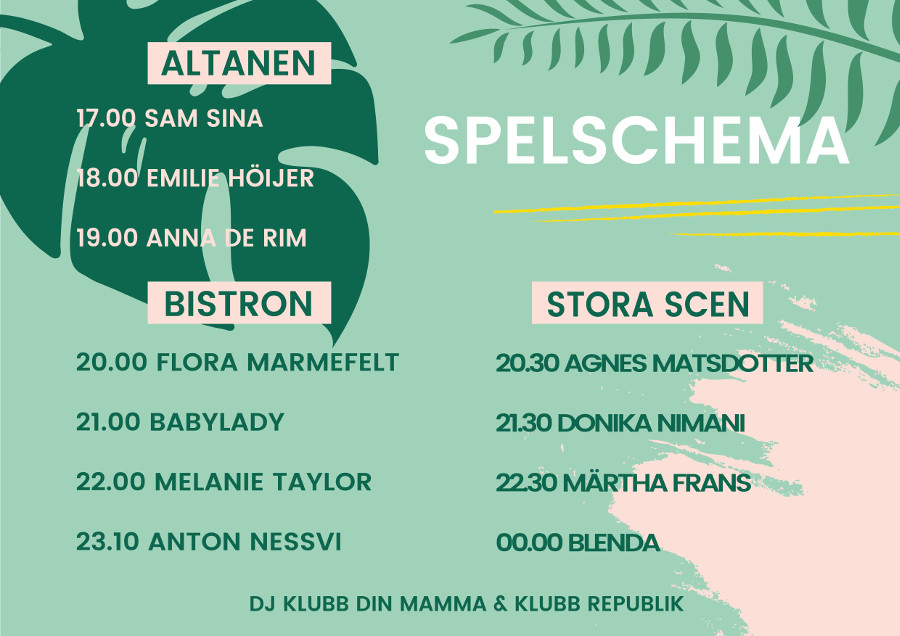 SPELSCHEMA
ALTANEN
17.00 SAM SINA
18.00 EMILIE HÖIJER
19.00 ANNA DE RIM
BISTRON
20.00 FLORA MARMEFELT
21.00 BABYLADY
22.00 MELANIE TAYLOR
23.10 ANTON NESSVI
STORA SCEN
20.30 AGNES MATSDOTTER
21.30 DONIKA NIMANI
22.30 MÄRTHA FRANS
00.00 BLENDA
DJ KLUBB DIN MAMMA & KLUBB REPUBLIK